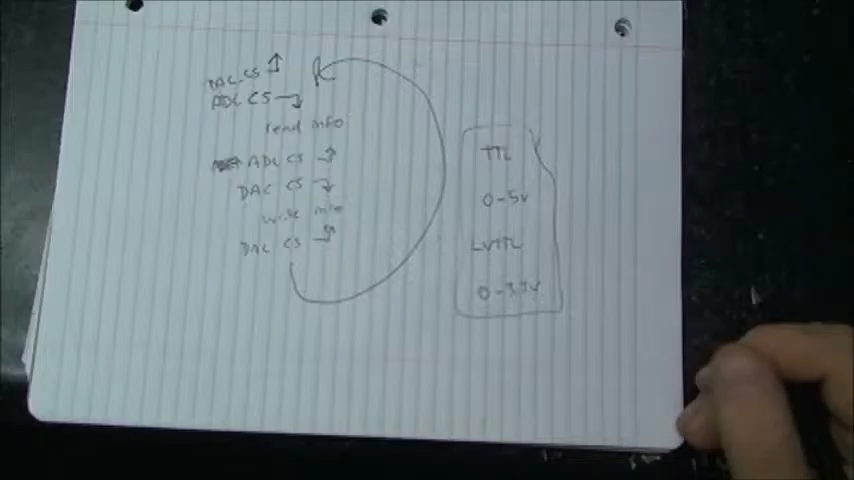 DAC CS ↑
ADC CS ↓
read info
ADC CS ↑
DAC CS ↓
write info
DAC CS ↑
TTL
0-5V
LVTTL
0-3.3V